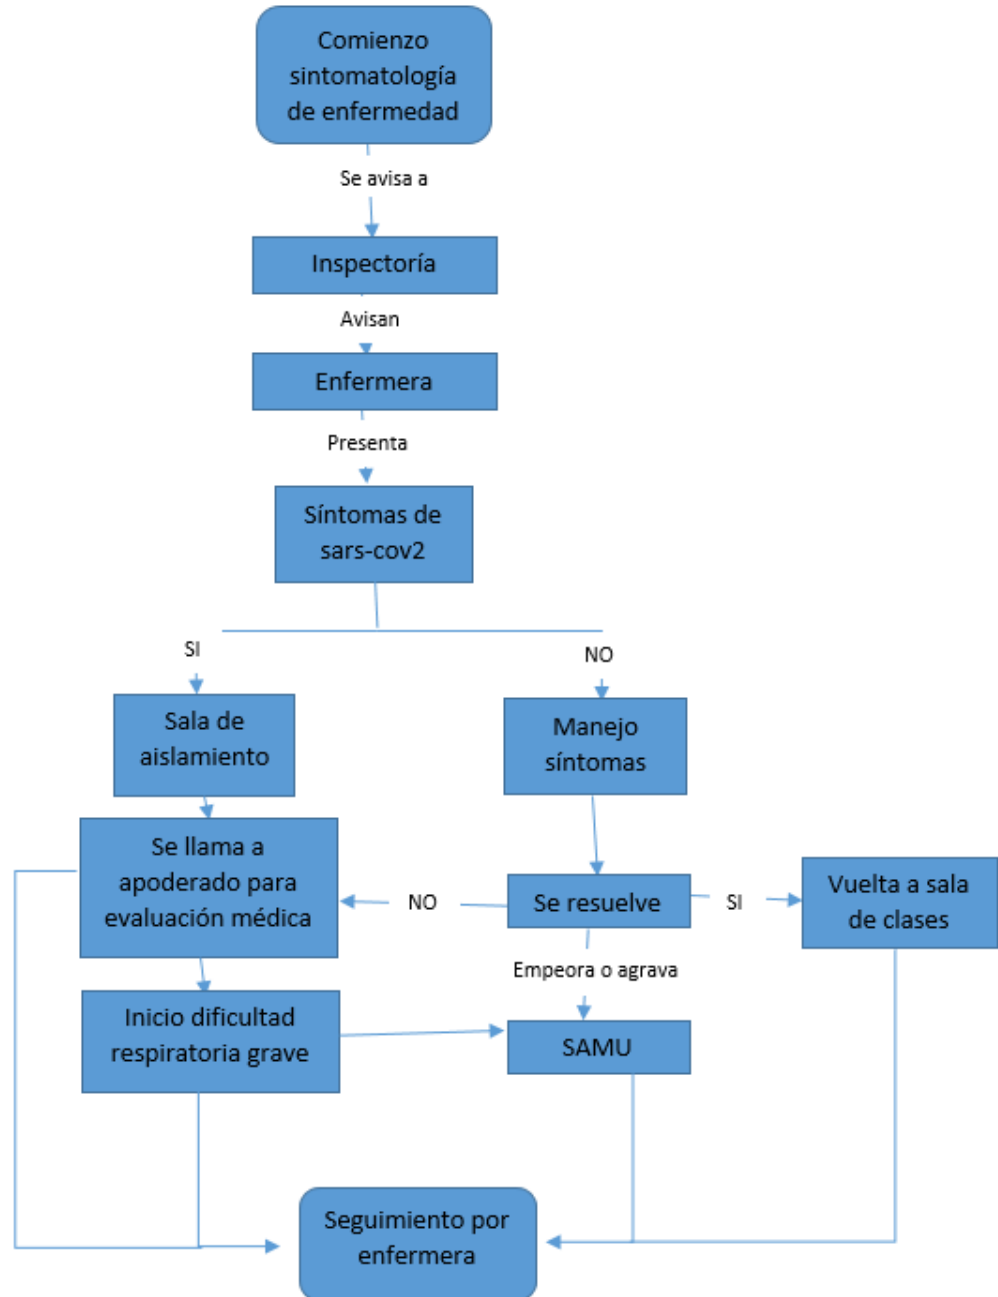 Comienzo
sintomatología
de enfermedad
Se avisa a
Inspectoría
Avisan
Enfermera
Presenta
Síntomas de
sars-cov2
SI
NO
Sala de
aislamiento
Manejo
síntomas
Se llama a
apoderado para
evaluación médica
NO
Se resuelve
SI
Vuelta a sala
de clases
Empeora o agrava
Inicio dificultad
respiratoria grave
SAMU
Seguimiento por
enfermera